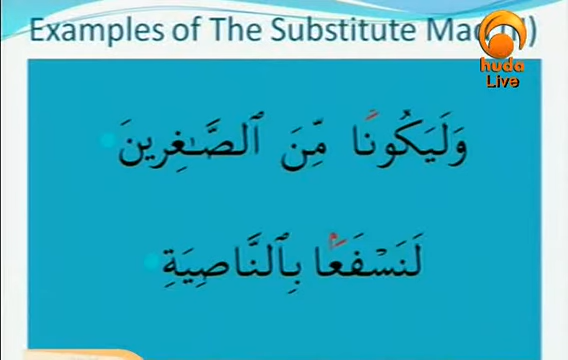 Examples of The Substitute Mad
huda
Live
وَلَيَكُونًا مِّنَ ٱلصَّـٰغِرِينَ
لَنَسْفَعًۢا بِٱلنَّاصِيَةِ